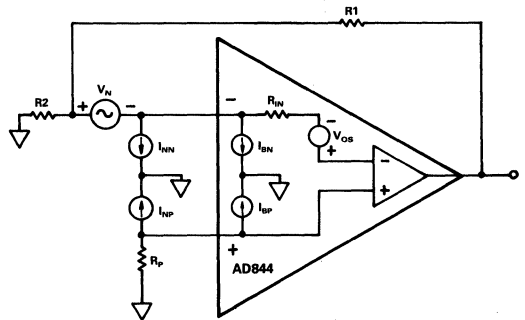 R1
R2
+
V_N
−
−
R_IN
−
V_OS
+
I_NN
I_BN
−
+
I_NP
I_BP
R_P
+
AD844